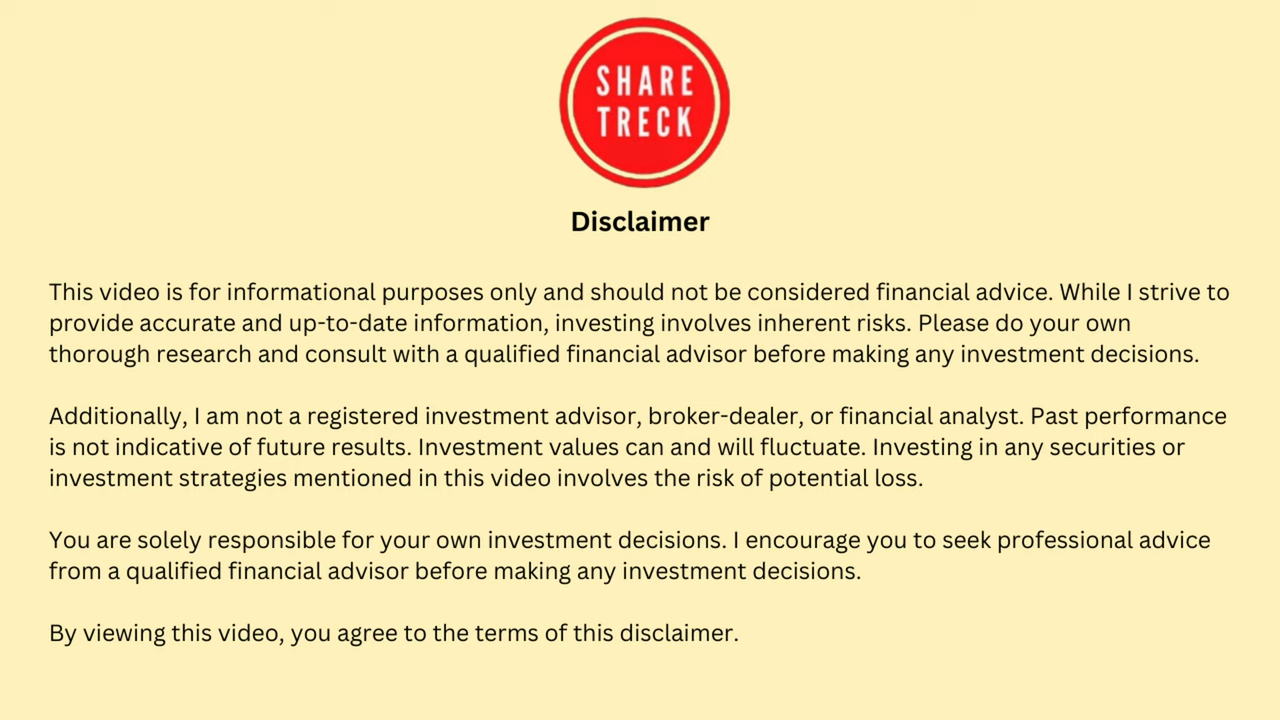 SHARE
TRECK
Disclaimer
This video is for informational purposes only and should not be considered financial advice. While I strive to
provide accurate and up-to-date information, investing involves inherent risks. Please do your own
thorough research and consult with a qualified financial advisor before making any investment decisions.
Additionally, I am not a registered investment advisor, broker-dealer, or financial analyst. Past performance
is not indicative of future results. Investment values can and will fluctuate. Investing in any securities or
investment strategies mentioned in this video involves the risk of potential loss.
You are solely responsible for your own investment decisions. I encourage you to seek professional advice
from a qualified financial advisor before making any investment decisions.
By viewing this video, you agree to the terms of this disclaimer.